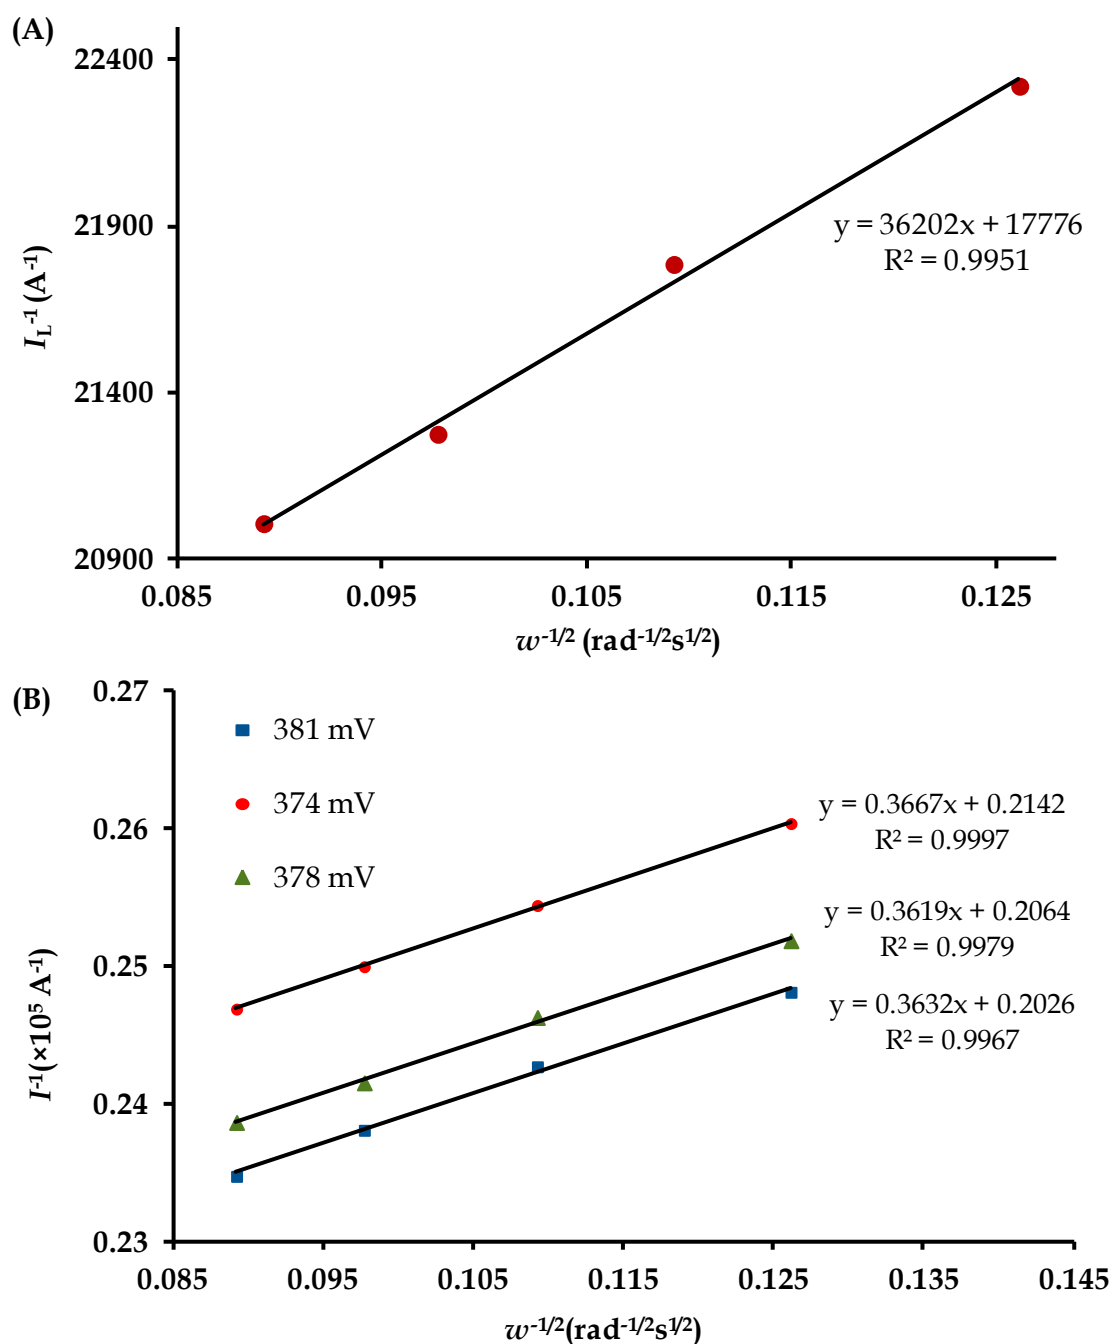 (A)
22400
21900
21400
20900
I_L^-1 (A^-1)
y = 36202x + 17776
R² = 0.9951
0.085 0.095 0.105 0.115 0.125
w^-1/2 (rad^-1/2s^1/2)
(B)
0.27
0.26
0.25
0.24
0.23
I^-1(×10⁵ A^-1)
381 mV
374 mV
378 mV
y = 0.3667x + 0.2142
R² = 0.9997
y = 0.3619x + 0.2064
R² = 0.9979
y = 0.3632x + 0.2026
R² = 0.9967
0.085 0.095 0.105 0.115 0.125 0.135 0.145
w^-1/2(rad^-1/2s^1/2)